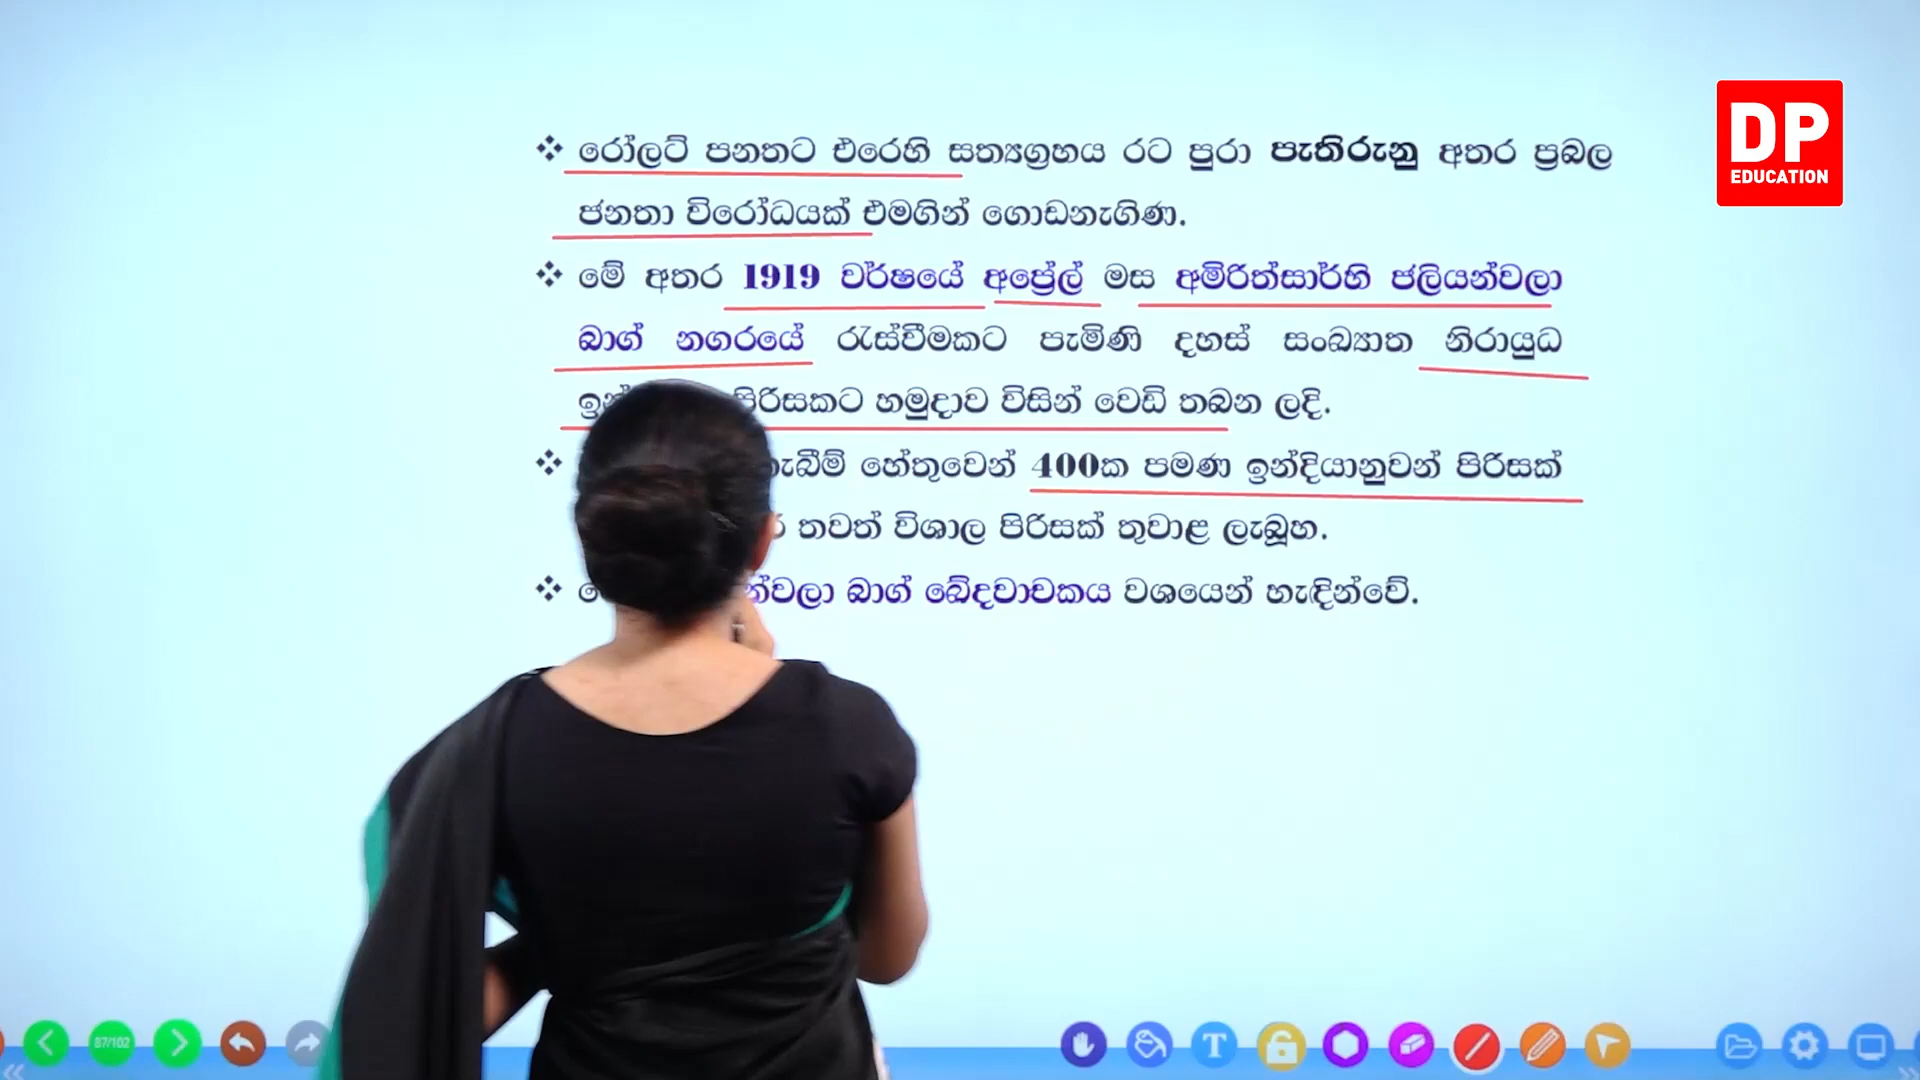 DP
EDUCATION
❖ රෝලට් පනතට එරෙහි සත්‍යග්‍රහය රට පුරා පැතිරුනු අතර ප්‍රබල
ජනතා විරෝධයක් එමගින් ගොඩනැගිණ.
❖ මේ අතර 1919 වර්ෂයේ අප්‍රේල් මස අමිරිත්සාර්හි ජලියන්වලා
බාග් නගරයේ රැස්වීමකට පැමිණි දහස් සංඛ්‍යාත නිරායුධ
පිරිසකට හමුදාව විසින් වෙඩි තබන ලදි.
❖ හේතුවෙන් 400ක පමණ ඉන්දියානුවන් පිරිසක්
තවත් විශාල පිරිසක් තුවාළ ලැබූහ.
❖ බාග් ඛේදවාචකය වශයෙන් හැඳින්වේ.
87/102
T